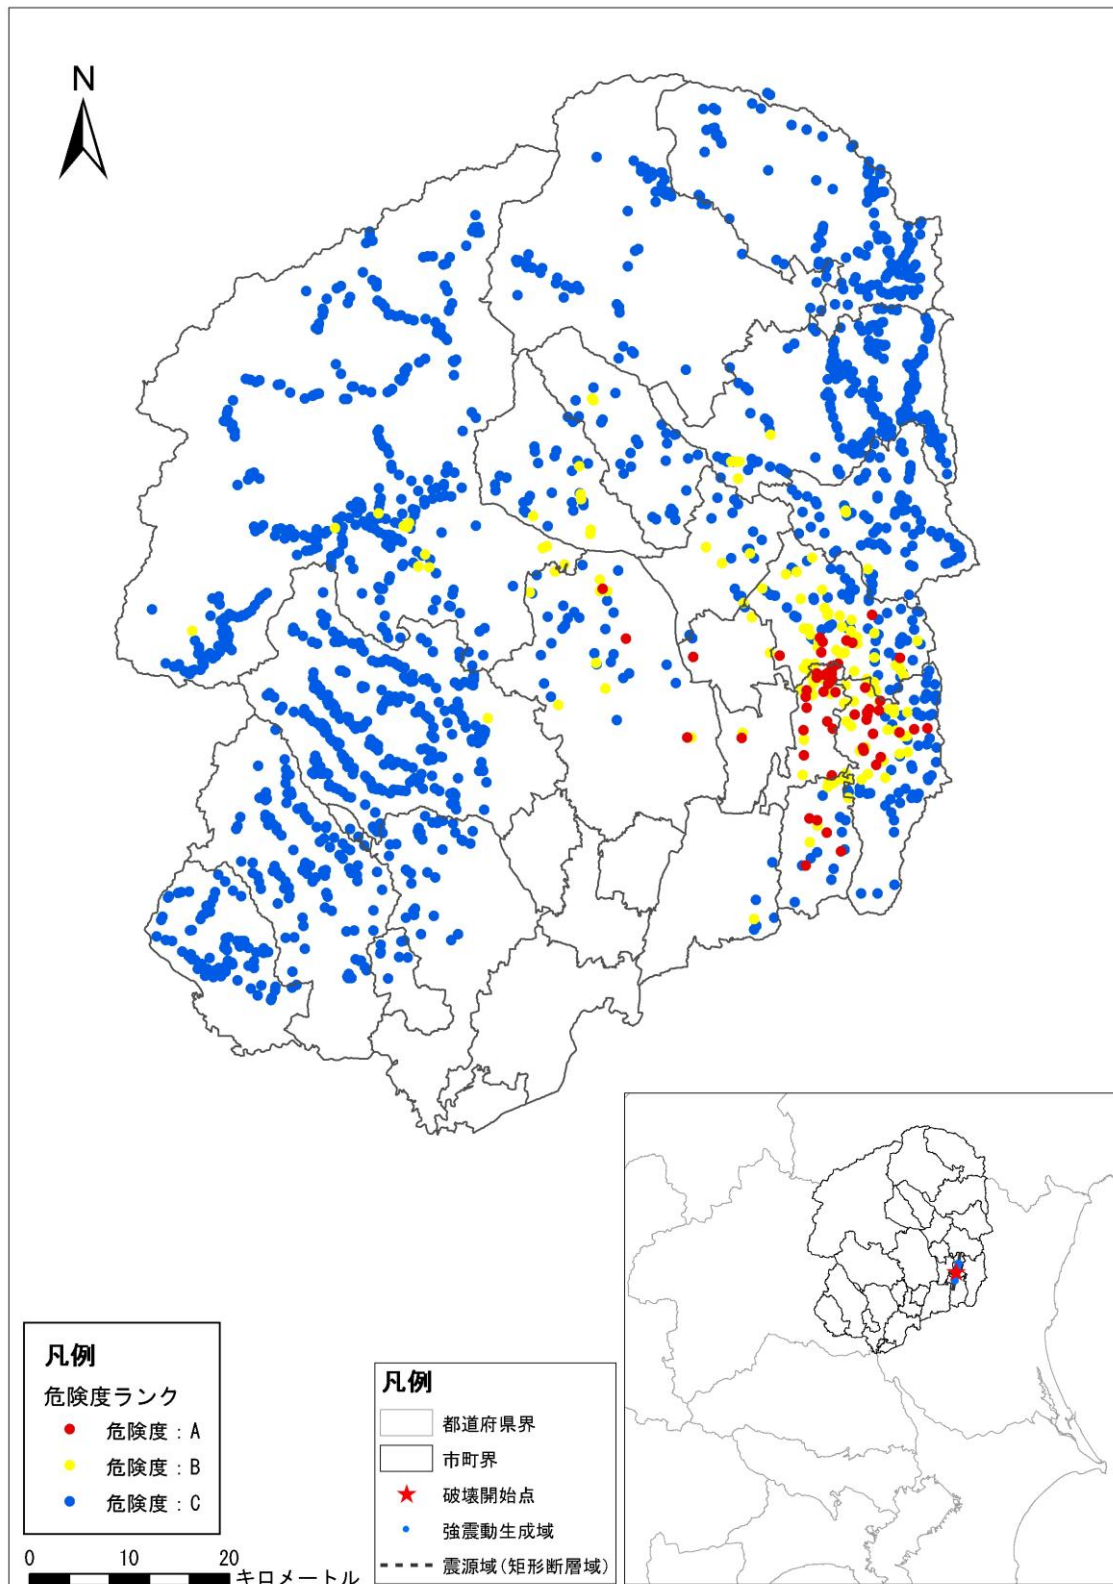 N
凡例
危険度ランク
危険度：A
危険度：B
危険度：C
0 10 20
キロメートル
凡例
都道府県界
市町界
破壊開始点
強震動生成域
震源域(矩形断層域)